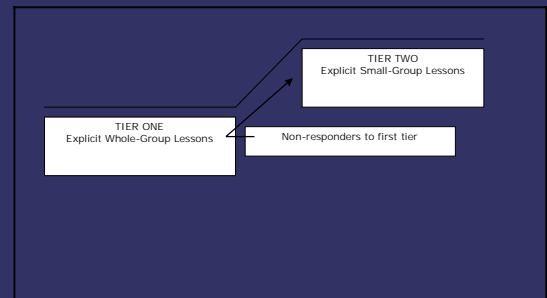 TIER TWO
Explicit Small-Group Lessons
TIER ONE
Explicit Whole-Group Lessons
Non-responders to first tier